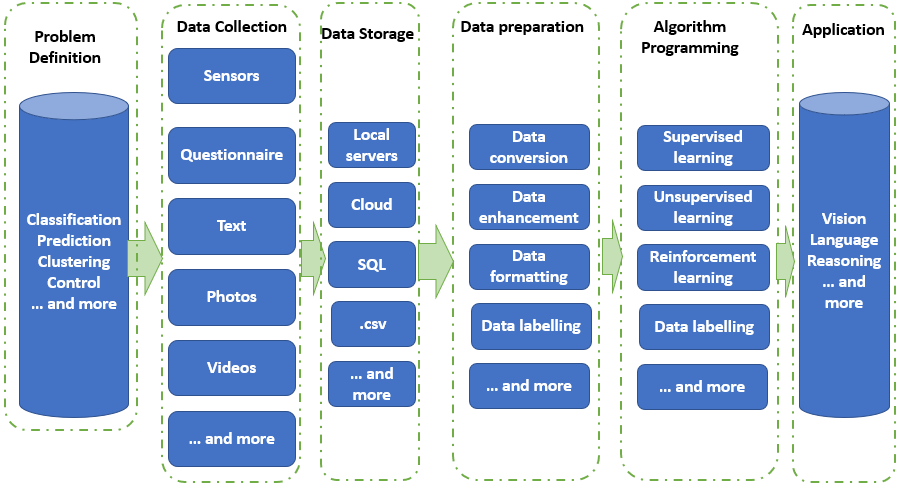 Problem
Definition
Classification
Prediction
Clustering
Control
... and more
Data Collection
Sensors
Questionnaire
Text
Photos
Videos
... and more
Data Storage
Local
servers
Cloud
SQL
.csv
... and
more
Data preparation
Data
conversion
Data
enhancement
Data
formatting
Data labelling
... and more
Algorithm
Programming
Supervised
learning
Unsupervised
learning
Reinforcement
learning
Data labelling
... and more
Application
Vision
Language
Reasoning
... and
more